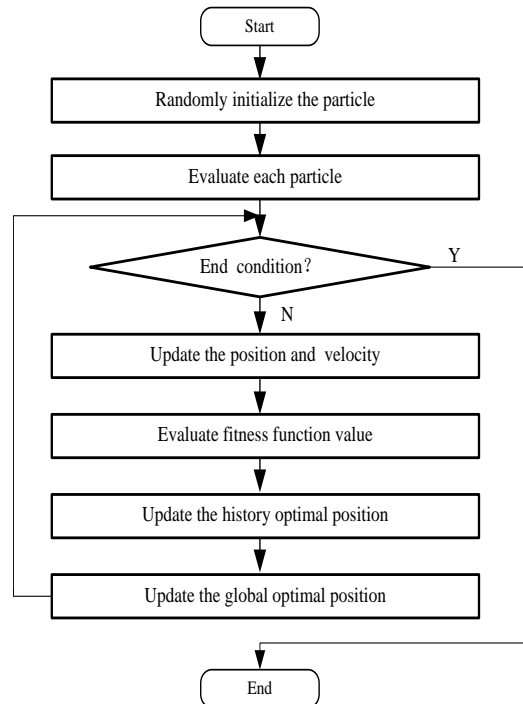 Start
Randomly initialize the particle
Evaluate each particle
End condition？
Y
N
Update the position and velocity
Evaluate fitness function value
Update the history optimal position
Update the global optimal position
End